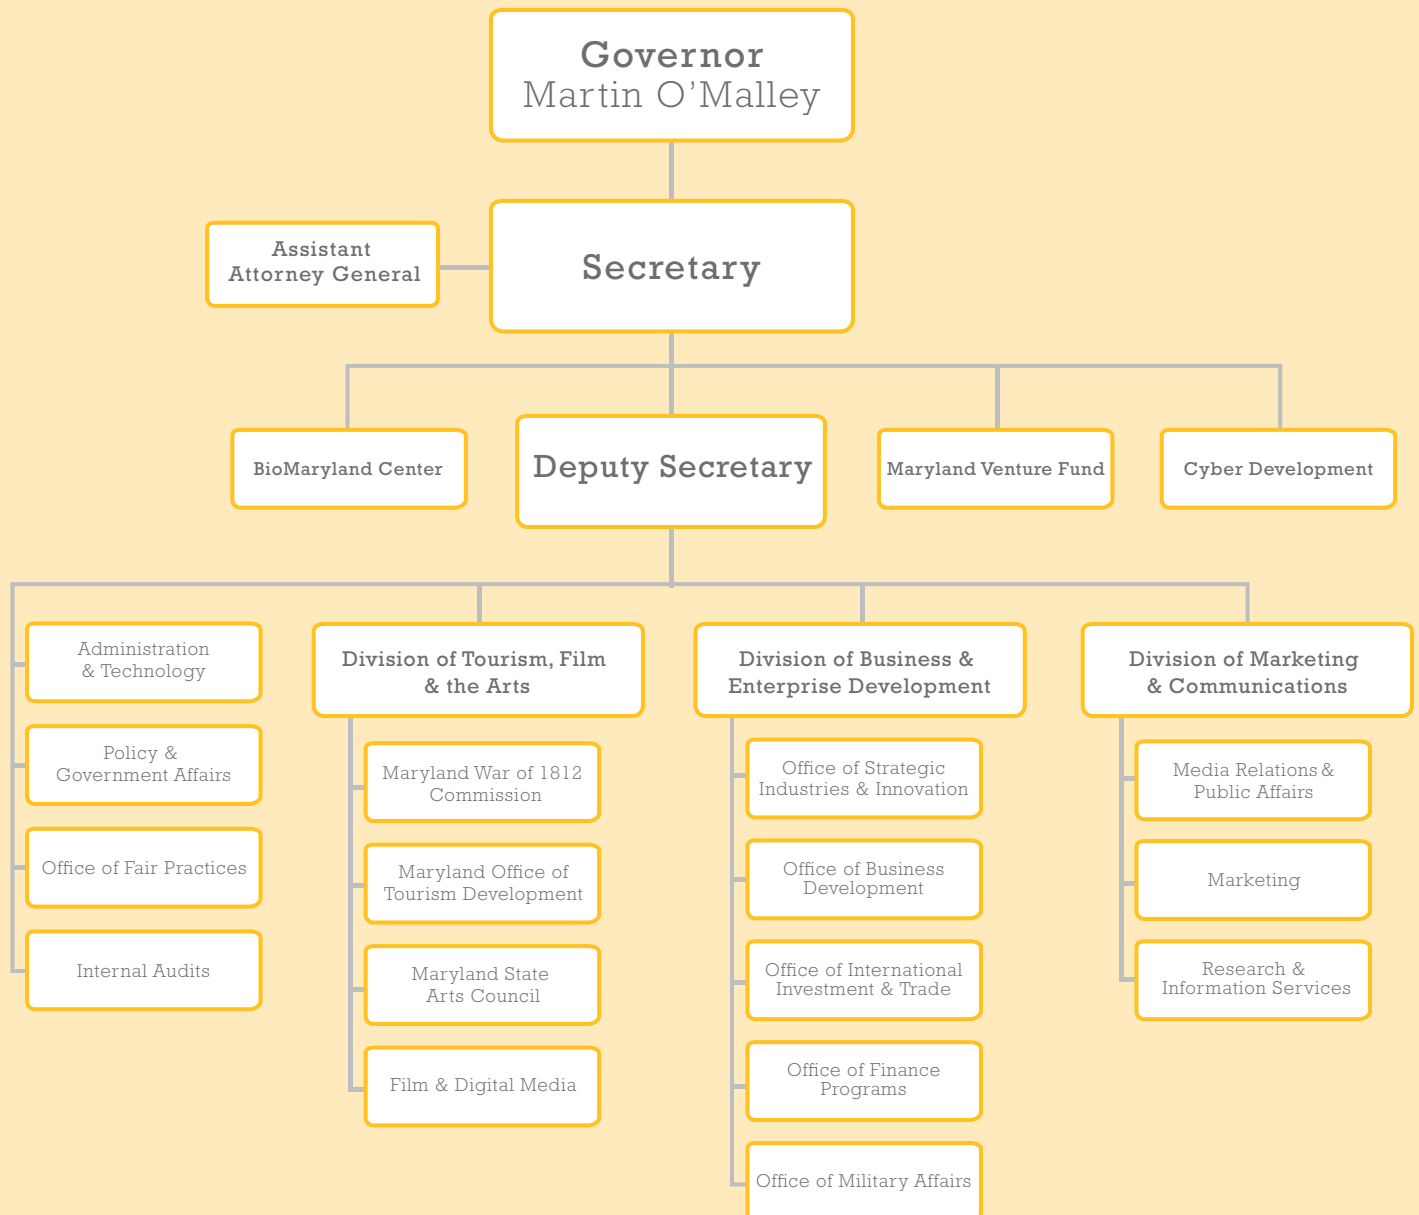 Governor
Martin O’Malley
Assistant
Attorney General
Secretary
BioMaryland Center
Deputy Secretary
Maryland Venture Fund
Cyber Development
Administration
& Technology
Policy &
Government Affairs
Office of Fair Practices
Internal Audits
Division of Tourism, Film
& the Arts
Maryland War of 1812
Commission
Maryland Office of
Tourism Development
Maryland State
Arts Council
Film & Digital Media
Division of Business &
Enterprise Development
Office of Strategic
Industries & Innovation
Office of Business
Development
Office of International
Investment & Trade
Office of Finance
Programs
Office of Military Affairs
Division of Marketing
& Communications
Media Relations &
Public Affairs
Marketing
Research &
Information Services